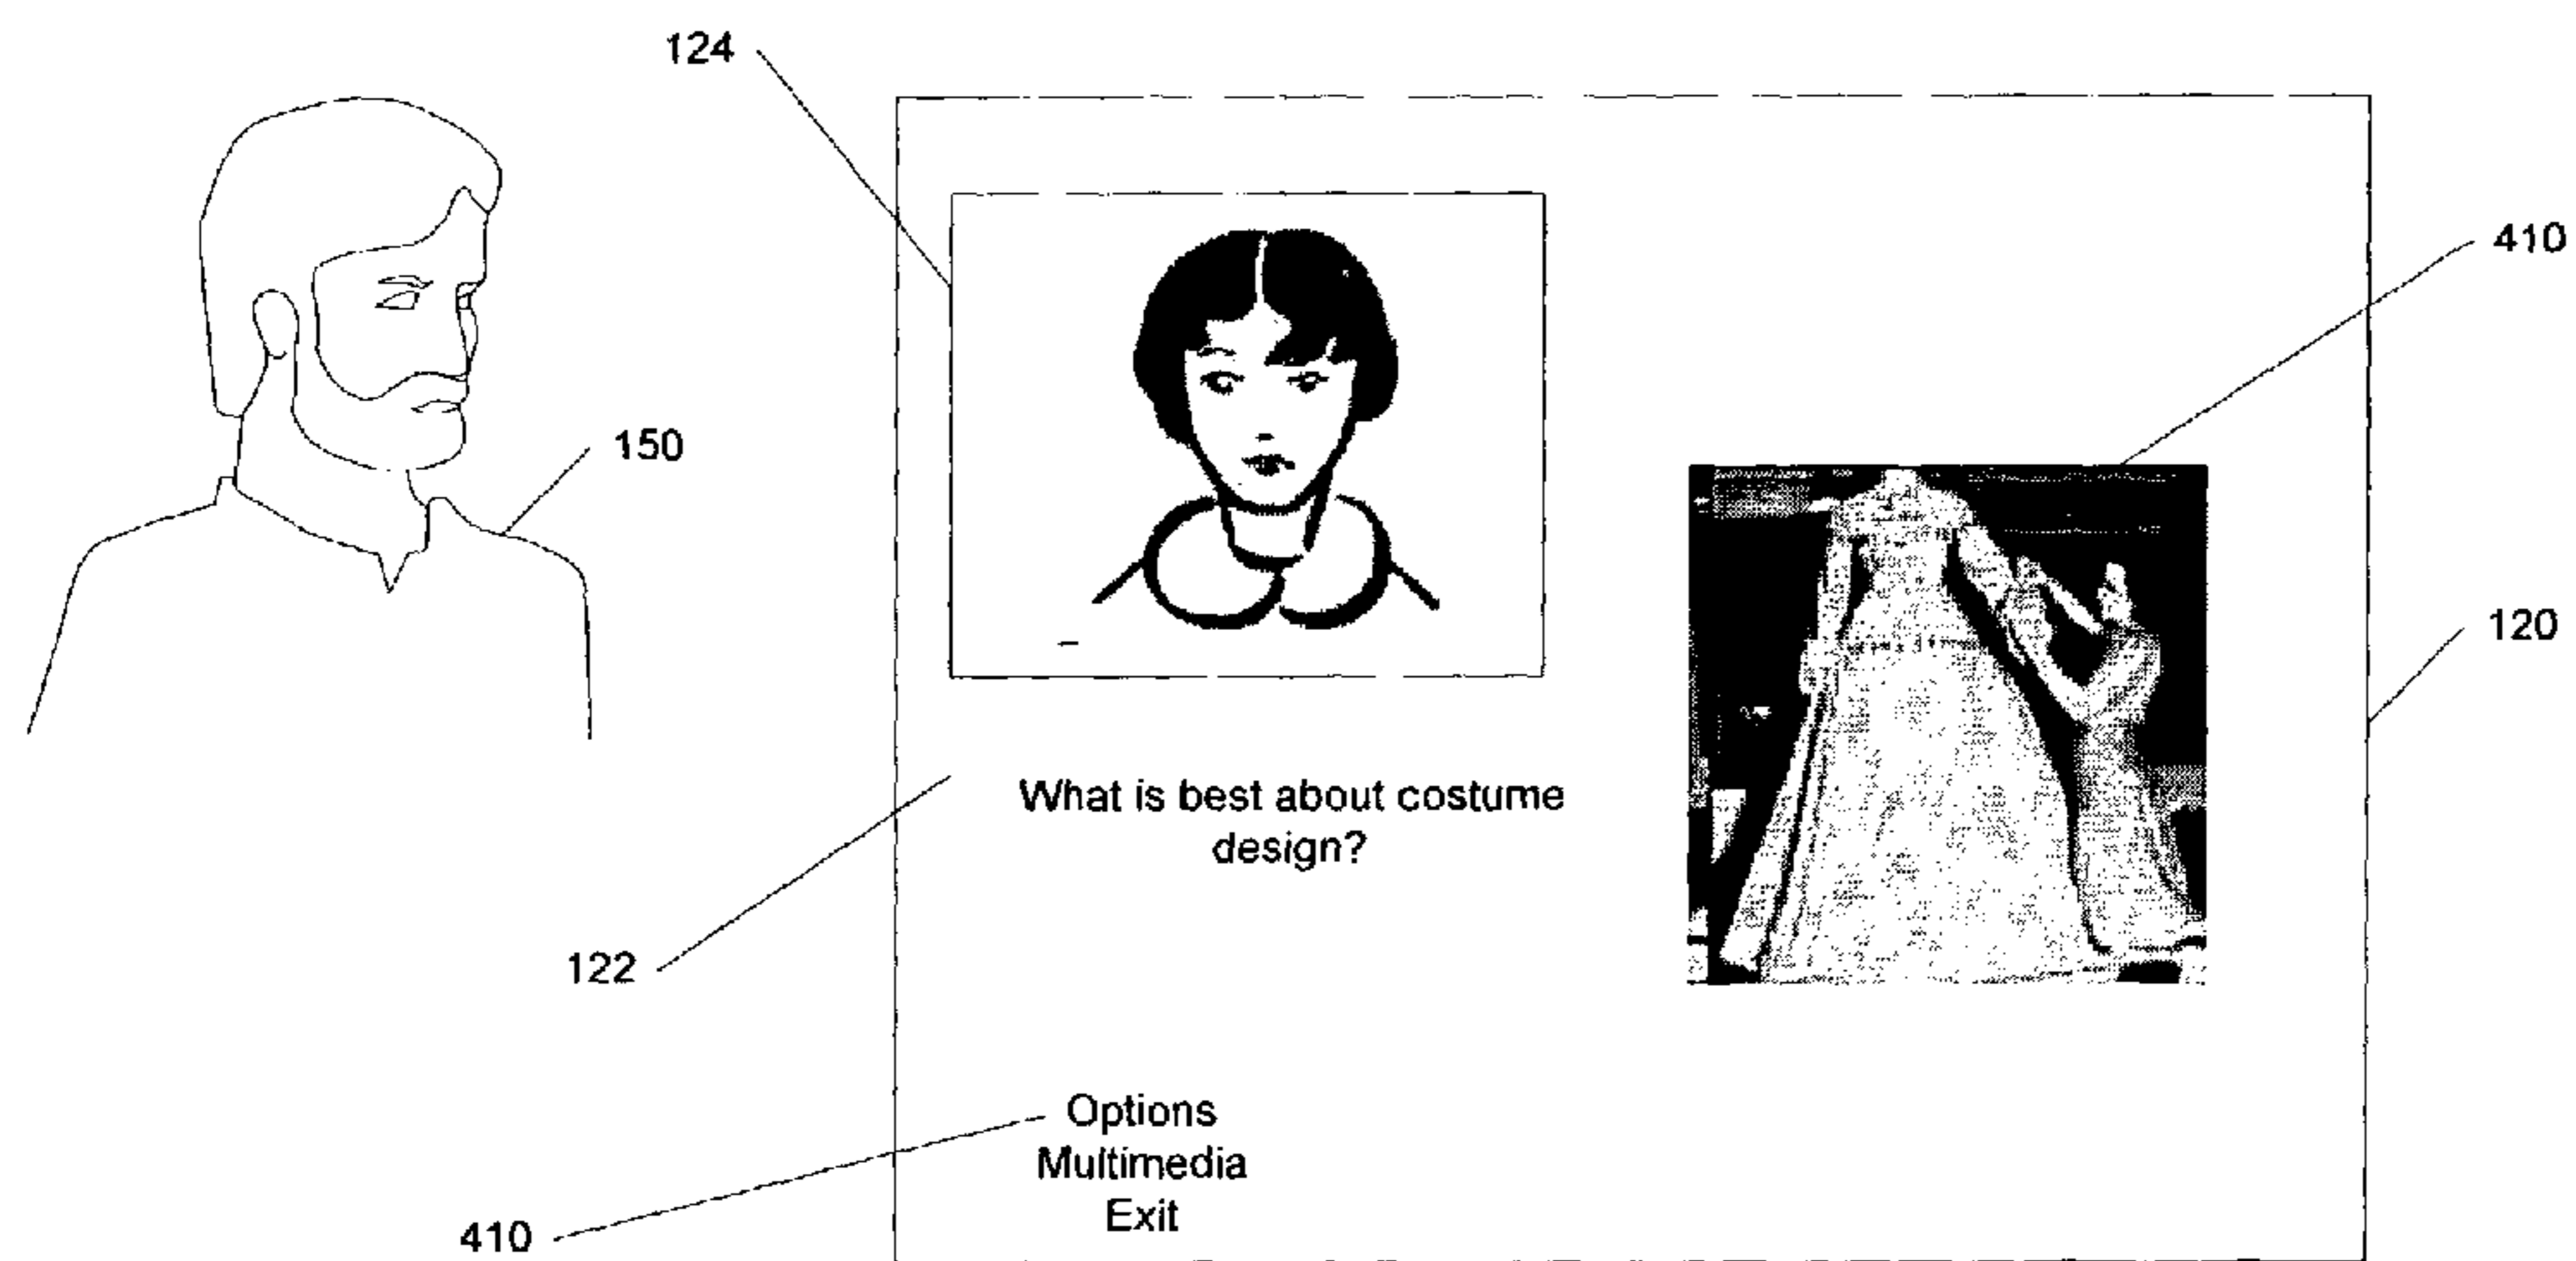 124
410
150
120
What is best about costume
design?
122
Options
Multimedia
Exit
410